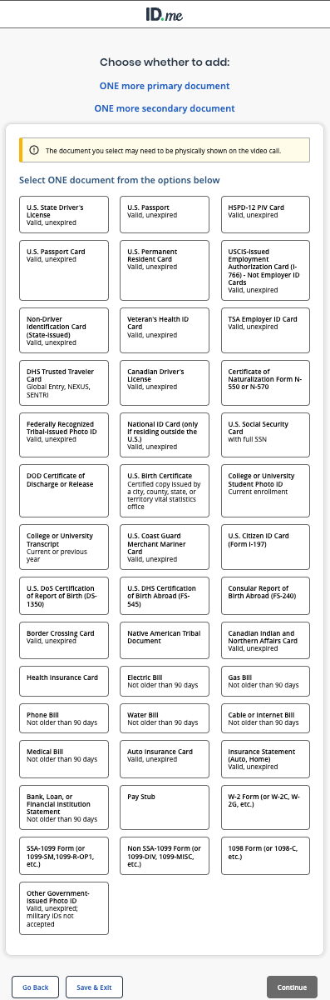 ID.me
Choose whether to add:
ONE more primary document
ONE more secondary document
The document you select may need to be physically shown on the video call.
Select ONE document from the options below
U.S. State Driver's
License
Valid, unexpired
U.S. Passport
Valid, unexpired
HSPD-12 PIV Card
Valid, unexpired
U.S. Passport Card
Valid, unexpired
U.S. Permanent
Resident Card
Valid, unexpired
USCIS-Issued
Employment
Authorization Card (I-
766) - Not Employer ID
Cards
Valid, unexpired
Non-Driver
Identification Card
(State-Issued)
Valid, unexpired
Veteran's Health ID
Card
Valid, unexpired
TSA Employer ID Card
Valid, unexpired
DHS Trusted Traveler
Card
Global Entry, NEXUS,
SENTRI
Canadian Driver's
License
Valid, unexpired
Certificate of
Naturalization Form N-
550 or N-570
Federally Recognized
Tribal-Issued Photo ID
Valid, unexpired
National ID Card (only
if residing outside the
U.S.)
Valid, unexpired
U.S. Social Security
Card
with full SSN
DOD Certificate of
Discharge or Release
U.S. Birth Certificate
Certified copy issued by
a city, county, state, or
territory vital statistics
office
College or University
Student Photo ID
Current enrollment
College or University
Transcript
Current or previous
year
U.S. Coast Guard
Merchant Mariner
Card
Valid, unexpired
U.S. Citizen ID Card
(Form I-197)
U.S. DoS Certification
of Report of Birth (DS-
1350)
U.S. DHS Certification
of Birth Abroad (FS-
545)
Consular Report of
Birth Abroad (FS-240)
Border Crossing Card
Valid, unexpired
Native American Tribal
Document
Canadian Indian and
Northern Affairs Card
Valid, unexpired
Health Insurance Card
Electric Bill
Not older than 90 days
Gas Bill
Not older than 90 days
Phone Bill
Not older than 90 days
Water Bill
Not older than 90 days
Cable or Internet Bill
Not older than 90 days
Medical Bill
Not older than 90 days
Auto Insurance Card
Valid, unexpired
Insurance Statement
(Auto, Home)
Valid, unexpired
Bank, Loan, or
Financial Institution
Statement
Not older than 90 days
Pay Stub
W-2 Form (or W-2C, W-
2G, etc.)
SSA-1099 Form (or
1099-SM,1099-R-OP1,
etc.)
Non SSA-1099 Form (or
1099-DIV, 1099-MISC,
etc.)
1098 Form (or 1098-C,
etc.)
Other Government-
Issued Photo ID
Valid, unexpired;
military IDs not
accepted
Go Back
Save & Exit
Continue